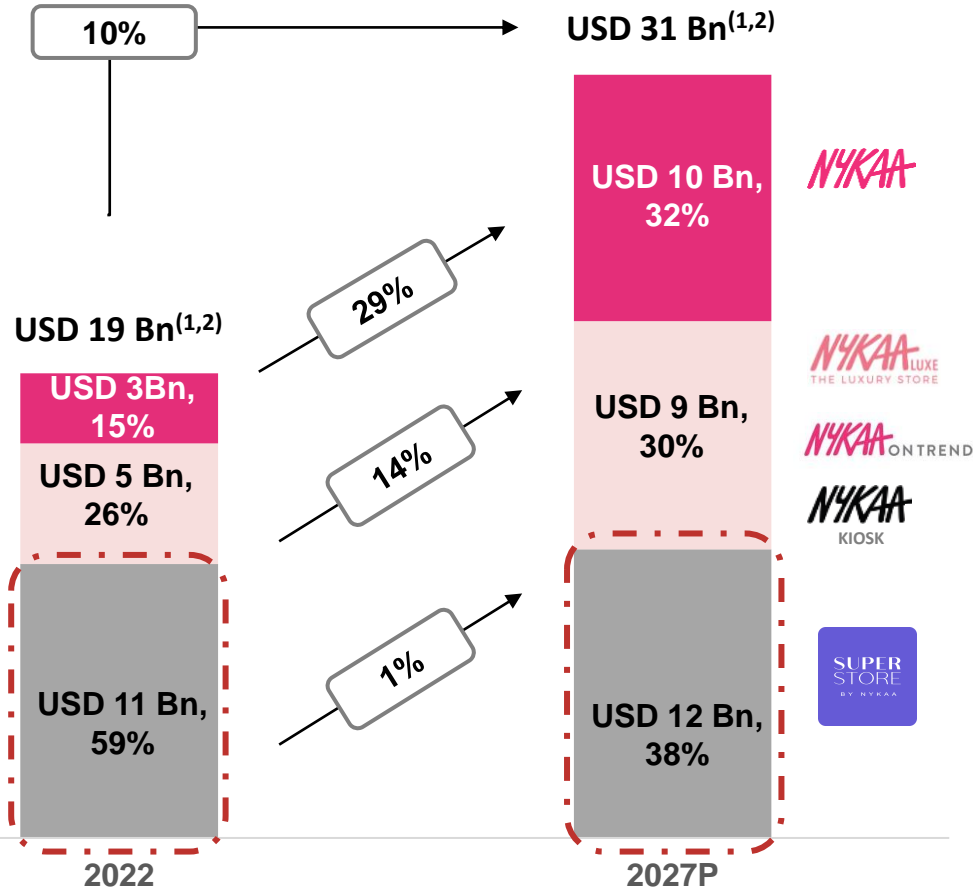 10%
USD 31 Bn(1,2)
USD 10 Bn,
32%
NYKAA
29%
USD 19 Bn(1,2)
USD 3Bn,
15%
USD 9 Bn,
30%
NYKAA LUXE
THE LUXURY STORE
14%
NYKAA ON TREND
USD 5 Bn,
26%
NYKAA
KIOSK
1%
SUPER
STORE
BY NYKAA
USD 11 Bn,
59%
USD 12 Bn,
38%
2022
2027P